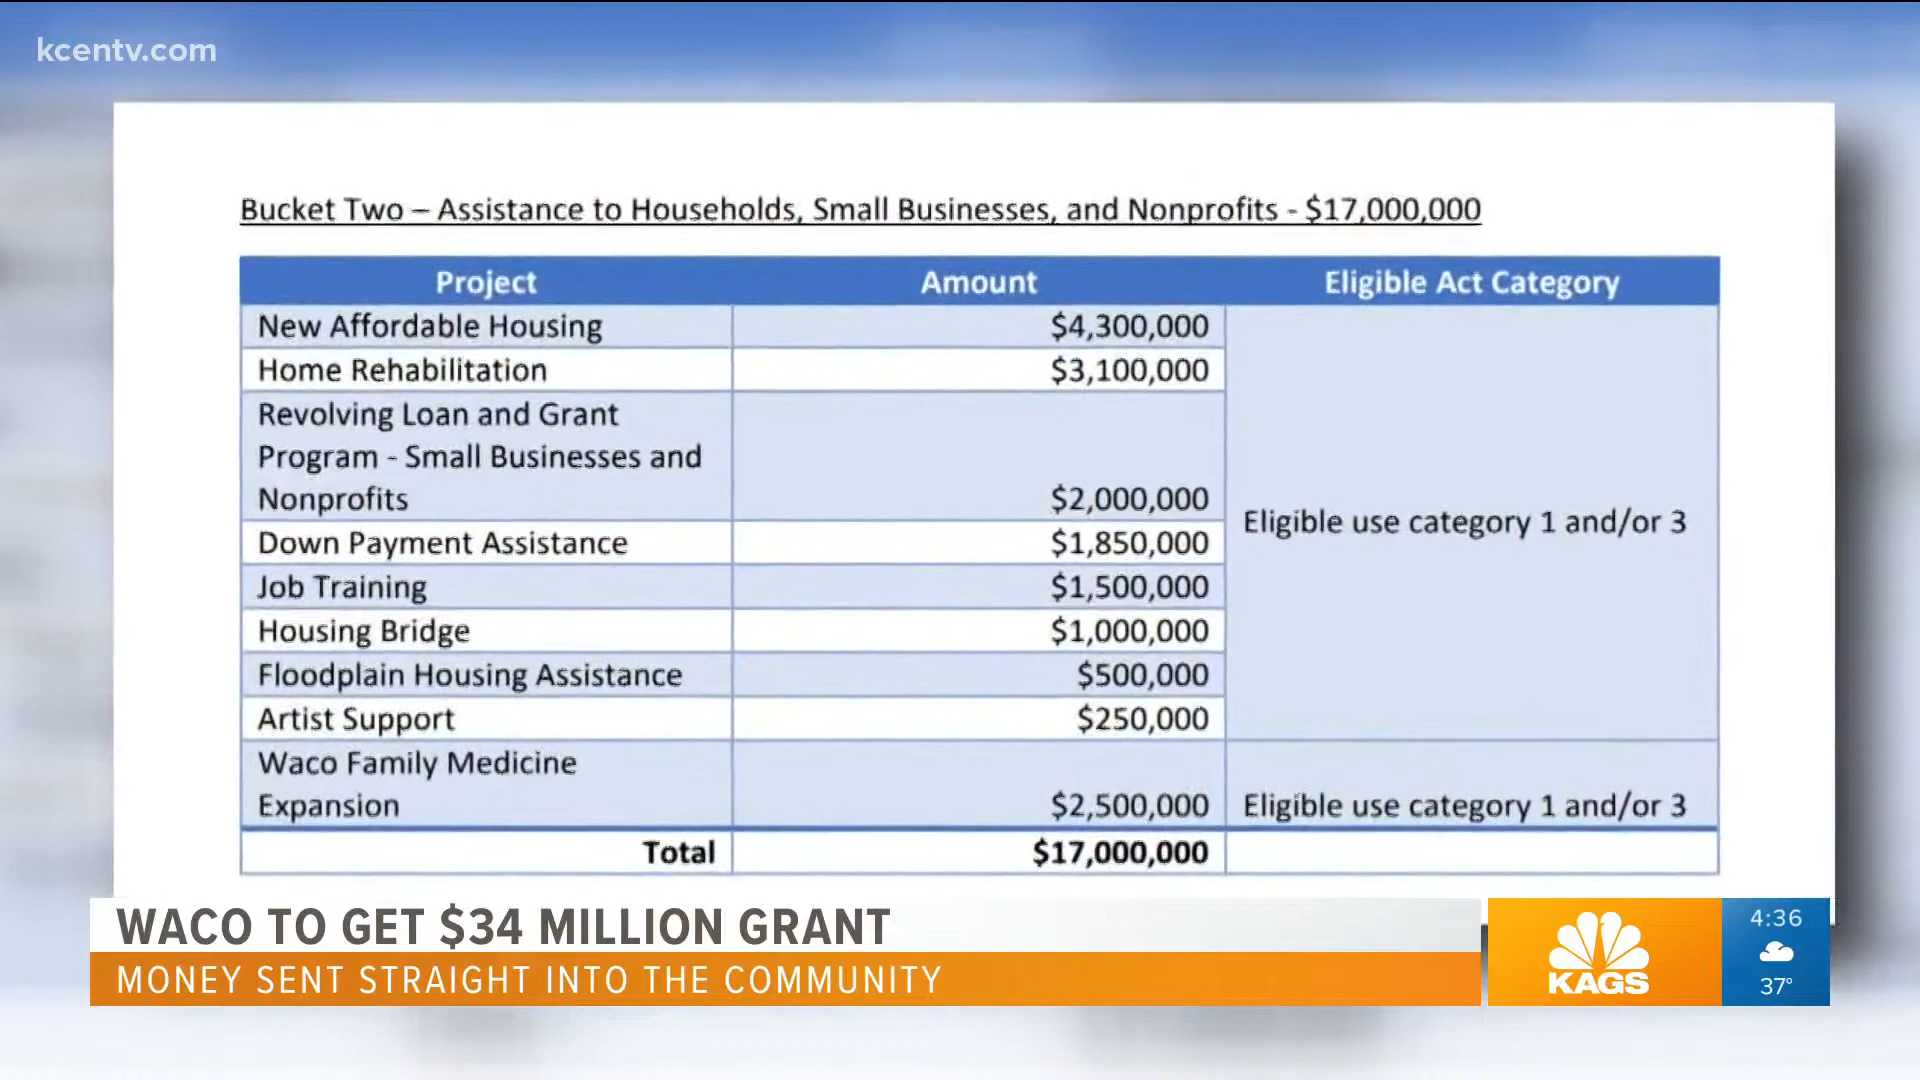 kcentv.com
Bucket Two – Assistance to Households, Small Businesses, and Nonprofits - $17,000,000
Project Amount Eligible Act Category
New Affordable Housing $4,300,000
Home Rehabilitation $3,100,000
Revolving Loan and Grant
Program - Small Businesses and
Nonprofits $2,000,000
Eligible use category 1 and/or 3
Down Payment Assistance $1,850,000
Job Training $1,500,000
Housing Bridge $1,000,000
Floodplain Housing Assistance $500,000
Artist Support $250,000
Waco Family Medicine
Expansion $2,500,000 Eligible use category 1 and/or 3
Total $17,000,000
WACO TO GET $34 MILLION GRANT
MONEY SENT STRAIGHT INTO THE COMMUNITY
KAGS
4:36
37°